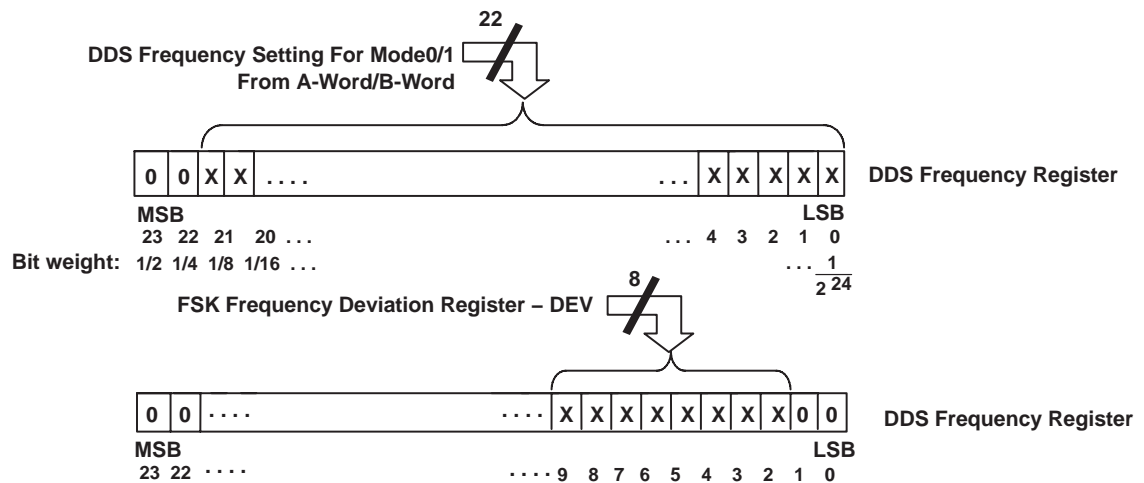 22
DDS Frequency Setting For Mode0/1
From A-Word/B-Word
0 0 X X .... ... X X X X X
DDS Frequency Register
MSB LSB
23 22 21 20 ... ... 4 3 2 1 0
Bit weight: 1/2 1/4 1/8 1/16 ... ... 1
2 24
8
FSK Frequency Deviation Register – DEV
0 0 .... .... X X X X X X X X 0 0
DDS Frequency Register
MSB LSB
23 22 .... .... 9 8 7 6 5 4 3 2 1 0